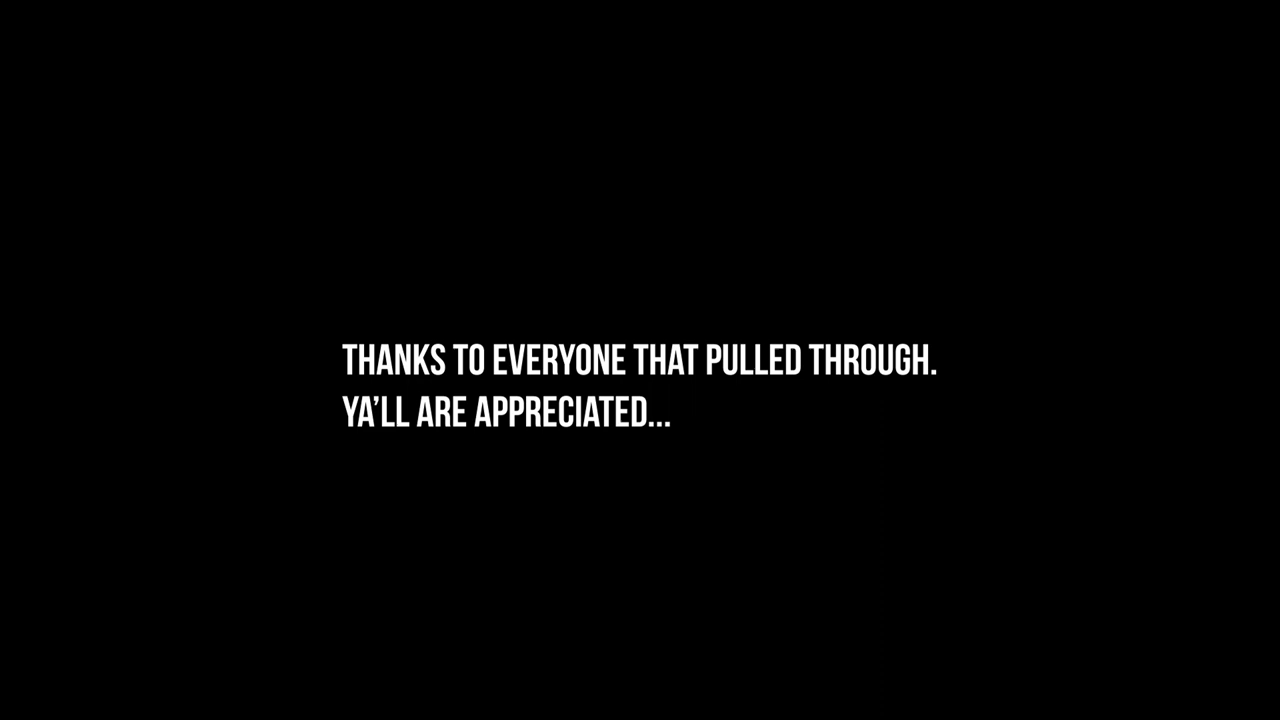 THANKS TO EVERYONE THAT PULLED THROUGH.
YA’LL ARE APPRECIATED...